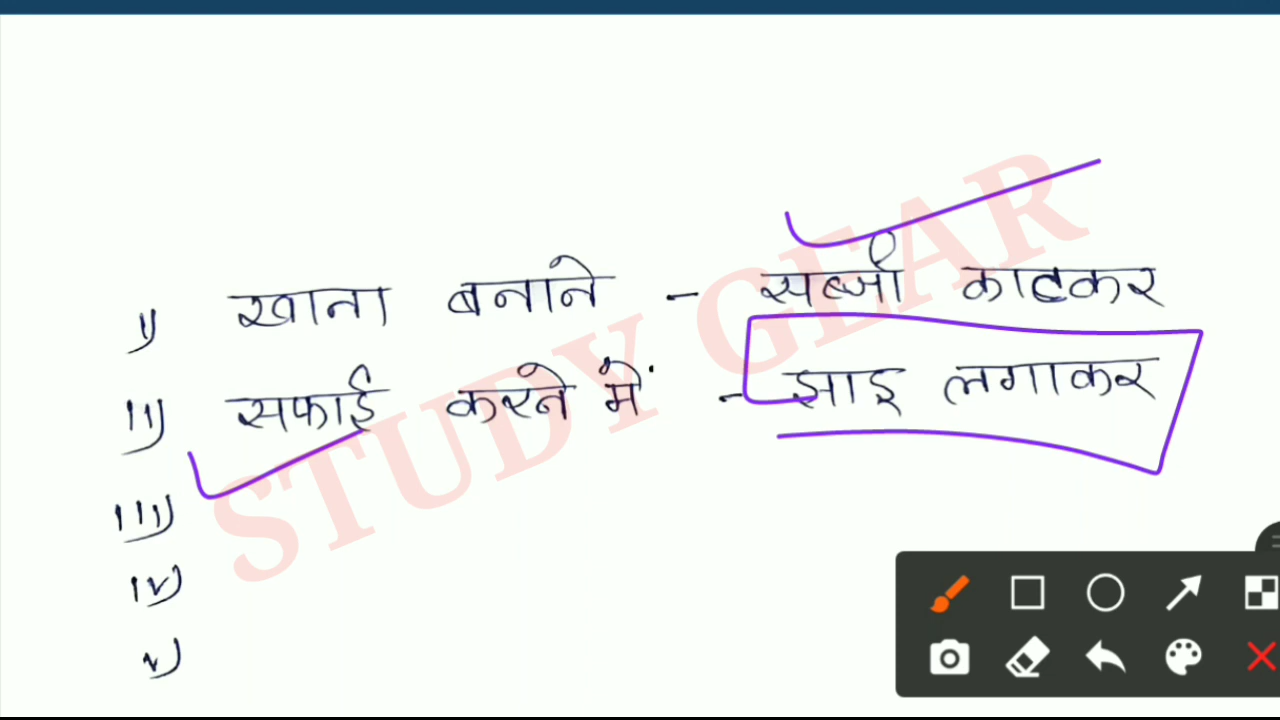 STUDY GEAR
i) खाना बनाने - सब्जी काटकर
ii) सफाई करने में - झाडू लगाकर
iii)
iv)
v)